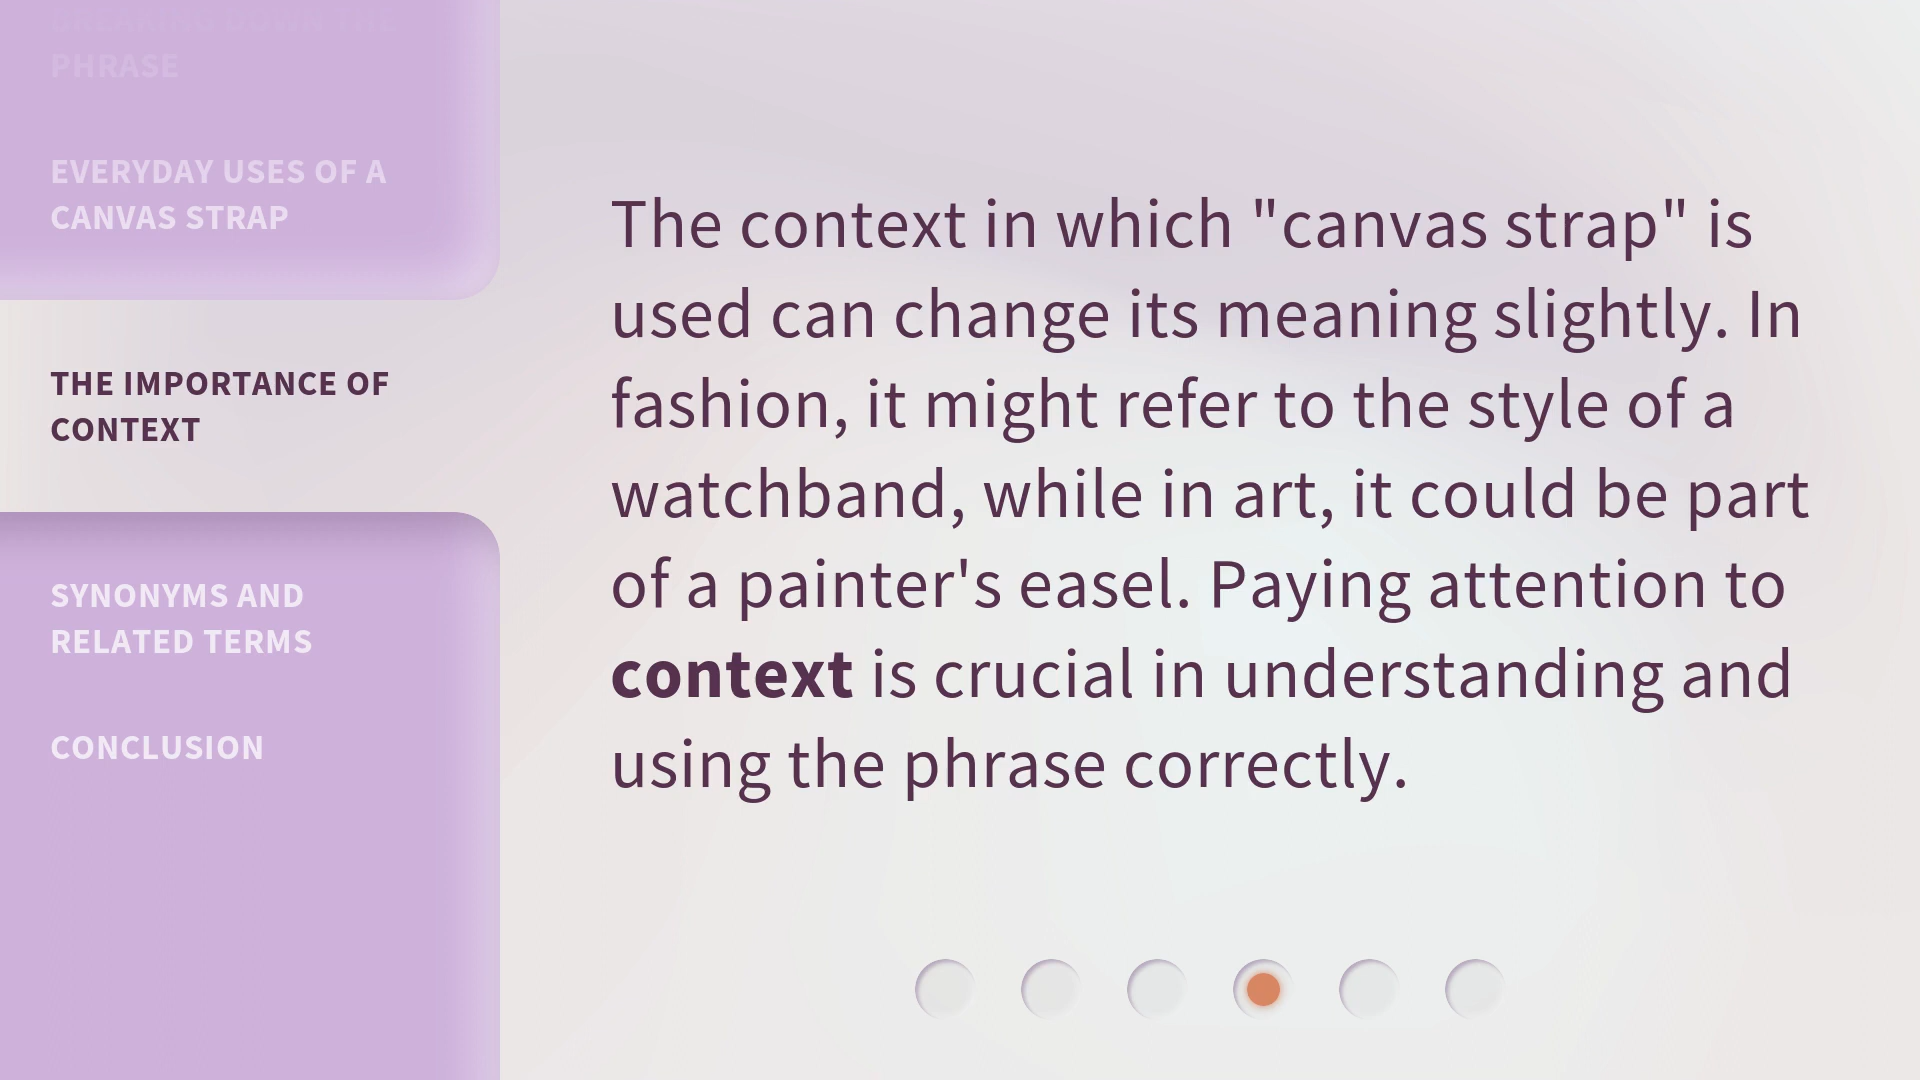 BREAKING DOWN THE
PHRASE
EVERYDAY USES OF A
CANVAS STRAP
THE IMPORTANCE OF
CONTEXT
SYNONYMS AND
RELATED TERMS
CONCLUSION
The context in which "canvas strap" is
used can change its meaning slightly. In
fashion, it might refer to the style of a
watchband, while in art, it could be part
of a painter's easel. Paying attention to
context is crucial in understanding and
using the phrase correctly.